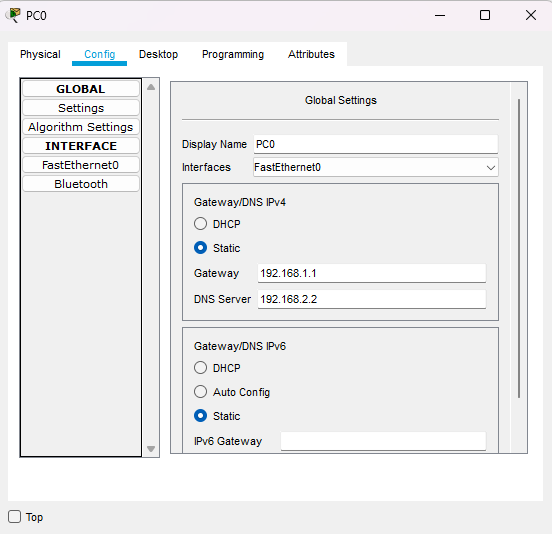 PC0
Physical Config Desktop Programming Attributes
GLOBAL
Settings
Algorithm Settings
INTERFACE
FastEthernet0
Bluetooth
Global Settings
Display Name PC0
Interfaces FastEthernet0
Gateway/DNS IPv4
DHCP
Static
Gateway 192.168.1.1
DNS Server 192.168.2.2
Gateway/DNS IPv6
DHCP
Auto Config
Static
IPv6 Gateway
Top